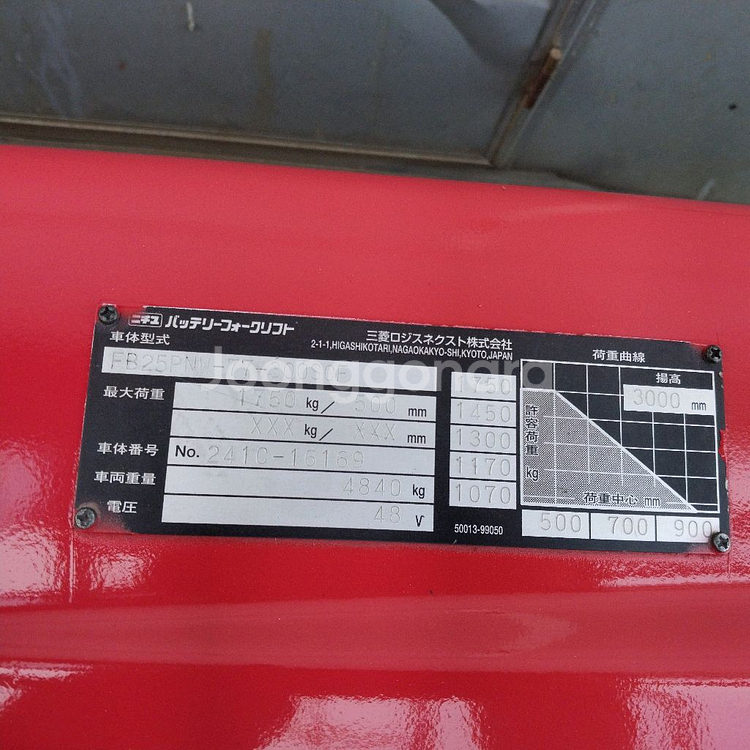 ニチユ バッテリーフォークリフト
三菱ロジスネクスト株式会社
2-1-1,HIGASHIKOTARI,NAGAOKAKYO-SHI,KYOTO,JAPAN
車体型式
FB25PN
最大荷重
1750 kg/ 500 mm
XXX kg/ XXX mm
車体番号
No. 241C-16189
車両重量
4840 kg
電圧
48 V
50013-99050
荷重曲線
揚高
3000 mm
1750
1450
1300
1170
1070
許容荷重
kg
荷重中心 mm
500 700 900
Joonggonara